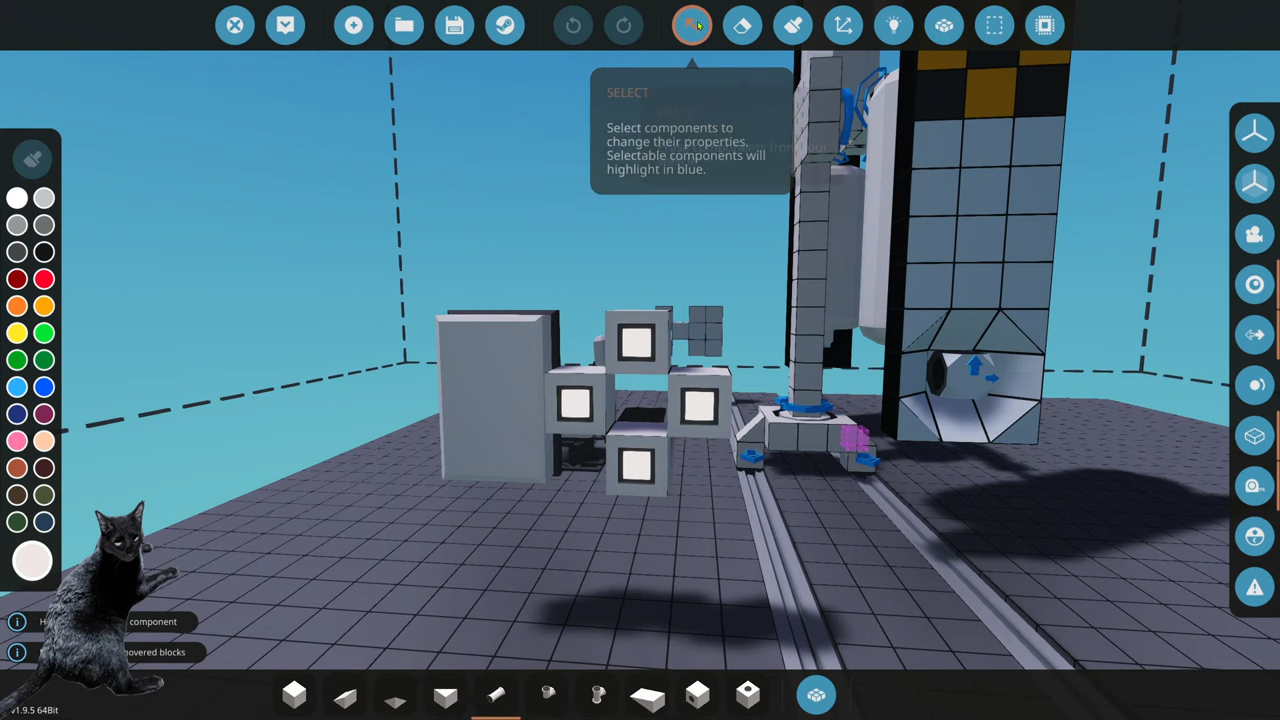 SELECT
Select components to
change their properties.
Selectable components will
highlight in blue.
component
overed blocks
v1.9.5 64Bit